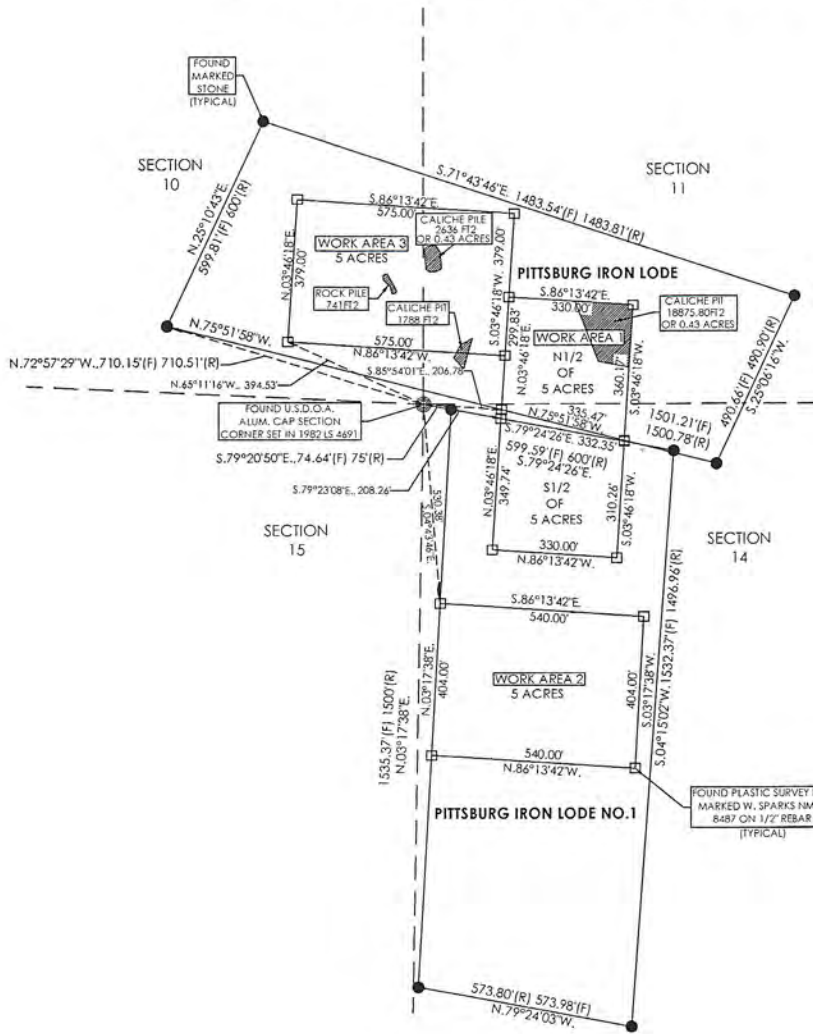 FOUND
MARKED
STONE
(TYPICAL)
SECTION
10
SECTION
11
S.71°43'46"E. 1483.54'(F) 1483.81'(R)
N.25°10'43"E.
599.81'(F) 600'(R)
S.86°13'42"E.
575.00'
CALICHE PILE
2636 FT2
OR 0.43 ACRES
WORK AREA 3
5 ACRES
N.03°46'18"E.
379.00'
S.03°46'18"W. 379.00'
ROCK PILE
741FT2
CALICHE PIT
1788 FT2
575.00'
N.86°13'42"W.
PITTSBURG IRON LODE
S.86°13'42"E.
330.00'
CALICHE PIT
18875.80FT2
OR 0.43 ACRES
WORK AREA 1
N1/2
OF
5 ACRES
299.83'
N.03°46'18"E.
360.17'
S.03°46'18"W.
490.66'(F) 490.90'(R)
S.25°06'16"W.
N.75°51'58"W.
N.72°57'29"W.,710.15'(F) 710.51'(R)
N.65°11'16"W., 394.53'
S.85°54'01"E., 206.78'
FOUND U.S.D.O.A.
ALUM. CAP SECTION
CORNER SET IN 1982 LS 4691
335.47'
N.75°51'58"W.
1501.21'(F)
1500.78'(R)
S.79°24'26"E. 332.35'
599.59'(F) 600'(R)
S.79°24'26"E.
S.79°20'50"E.,74.64'(F) 75'(R)
S.79°23'08"E., 208.26'
S1/2
OF
5 ACRES
N.03°46'18"E.
349.74'
310.26'
S.03°46'18"W.
530.38'
S.04°43'46"E.
330.00'
N.86°13'42"W.
SECTION
15
SECTION
14
S.86°13'42"E.
540.00'
N.03°17'38"E.
404.00'
WORK AREA 2
5 ACRES
404.00'
S.03°17'38"W.
S.04°15'02"W. 1532.37'(F) 1496.96'(R)
1535.37'(F) 1500'(R)
N.03°17'38"E.
540.00'
N.86°13'42"W.
FOUND PLASTIC SURVEY
MARKED W. SPARKS NM
8487 ON 1/2" REBAR
(TYPICAL)
PITTSBURG IRON LODE NO.1
573.80'(R) 573.98'(F)
N.79°24'03"W.